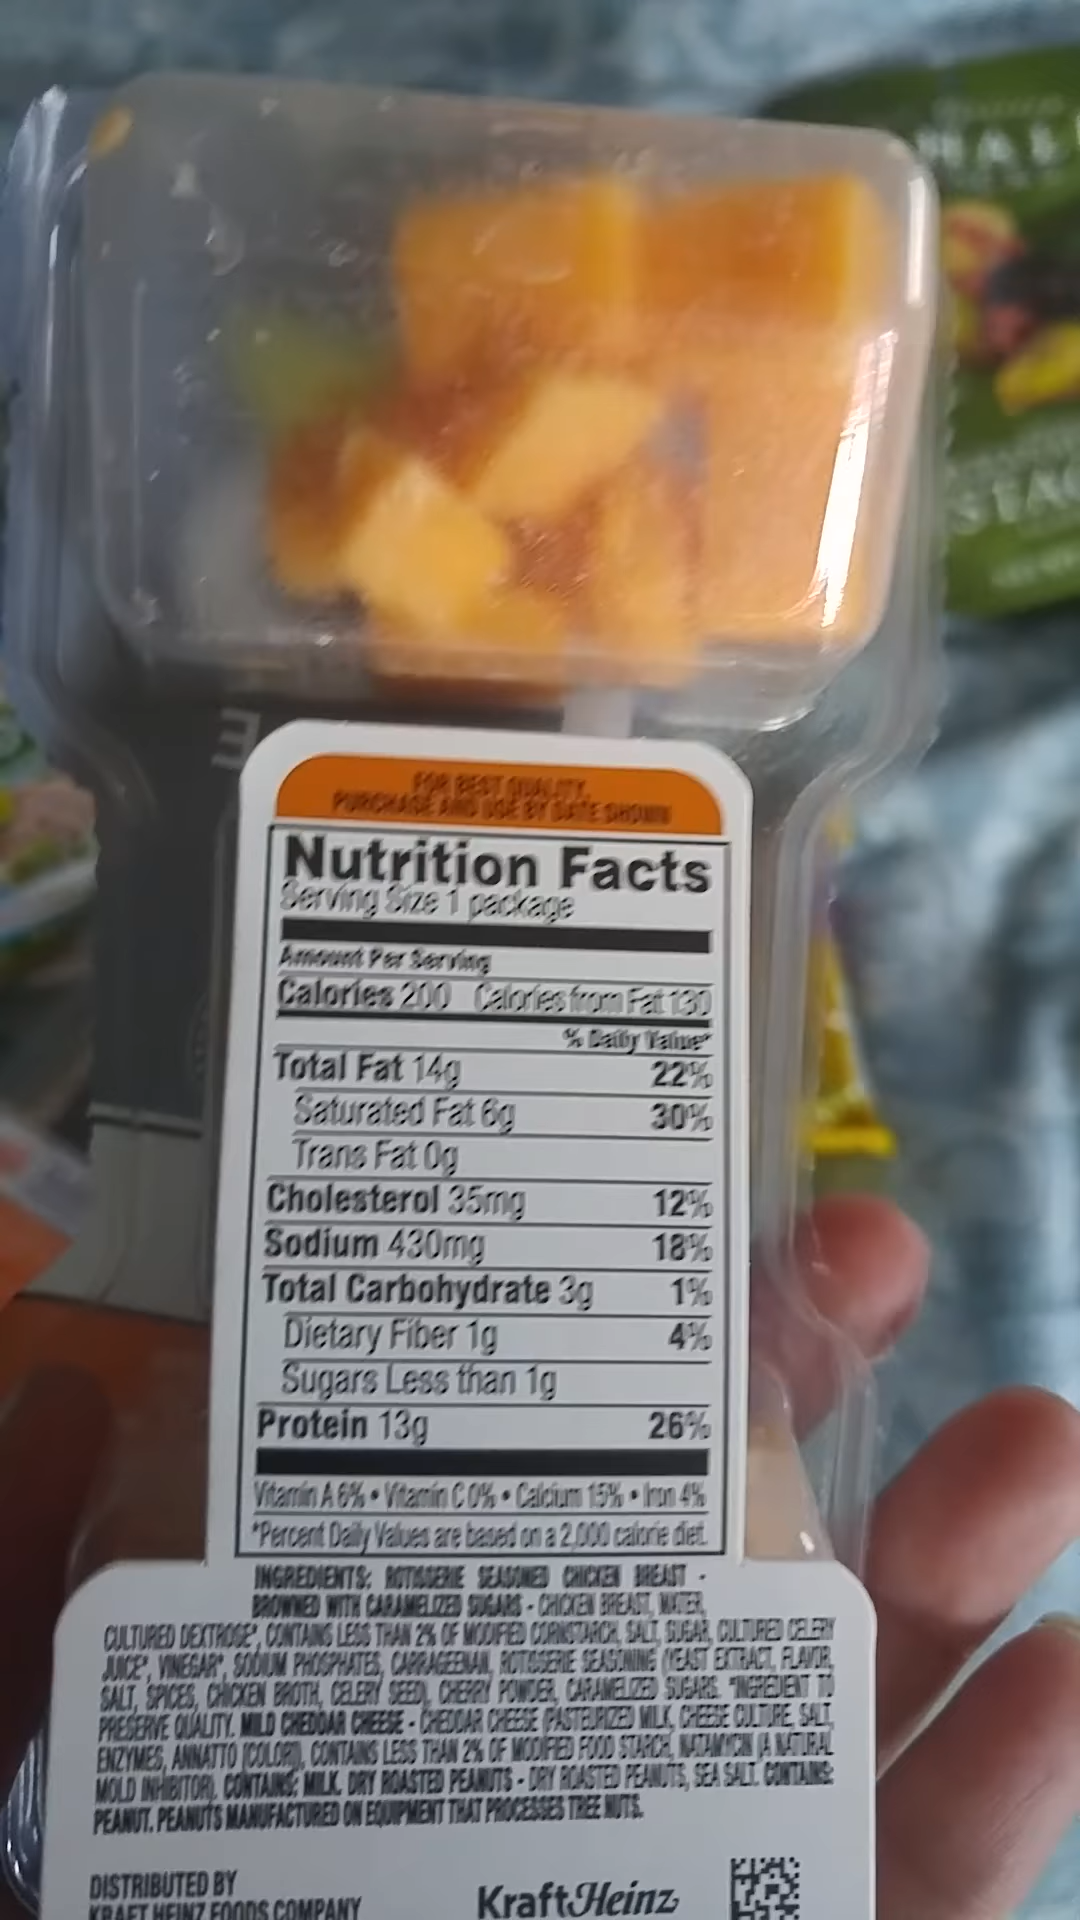 FOR BEST QUALITY,
PURCHASE AND USE BY DATE SHOWN
Nutrition Facts
Serving Size 1 package
Amount Per Serving
Calories 200 Calories from Fat 130
% Daily Value*
Total Fat 14g 22%
Saturated Fat 6g 30%
Trans Fat 0g
Cholesterol 35mg 12%
Sodium 430mg 18%
Total Carbohydrate 3g 1%
Dietary Fiber 1g 4%
Sugars Less than 1g
Protein 13g 26%
Vitamin A 6% • Vitamin C 0% • Calcium 15% • Iron 4%
*Percent Daily Values are based on a 2,000 calorie diet.
INGREDIENTS: ROTISSERIE SEASONED CHICKEN BREAST -
BROWNED WITH CARAMELIZED SUGARS - CHICKEN BREAST, WATER,
CULTURED DEXTROSE*, CONTAINS LESS THAN 2% OF MODIFIED CORNSTARCH, SALT, SUGAR, CULTURED CELERY
JUICE*, VINEGAR*, SODIUM PHOSPHATES, CARRAGEENAN, ROTISSERIE SEASONING (YEAST EXTRACT, FLAVOR,
SALT, SPICES, CHICKEN BROTH, CELERY SEED), CHERRY POWDER, CARAMELIZED SUGARS. *INGREDIENT TO
PRESERVE QUALITY. MILD CHEDDAR CHEESE - CHEDDAR CHEESE (PASTEURIZED MILK, CHEESE CULTURE, SALT,
ENZYMES, ANNATTO [COLOR]), CONTAINS LESS THAN 2% OF MODIFIED FOOD STARCH, NATAMYCIN (A NATURAL
MOLD INHIBITOR). CONTAINS: MILK. DRY ROASTED PEANUTS - DRY ROASTED PEANUTS, SEA SALT. CONTAINS:
PEANUT. PEANUTS MANUFACTURED ON EQUIPMENT THAT PROCESSES TREE NUTS.
DISTRIBUTED BY
KRAFT HEINZ FOODS COMPANY
KraftHeinz